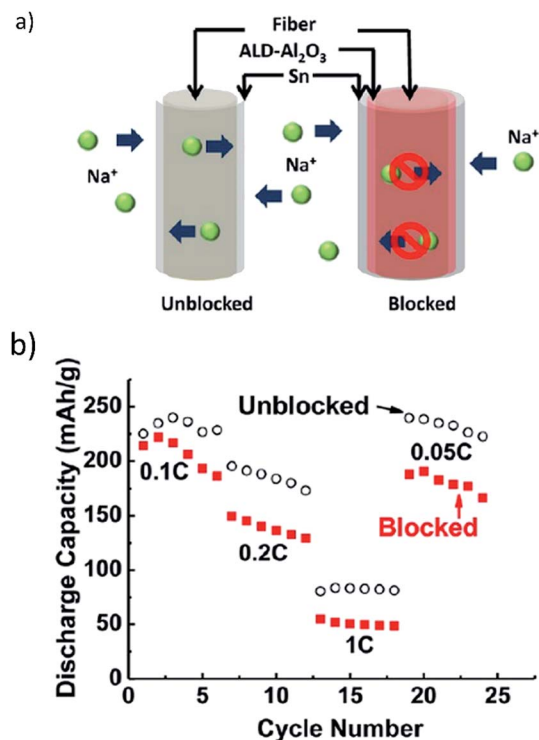 a)
Fiber
ALD-Al₂O₃
Sn
Na⁺
Na⁺
Na⁺
Unblocked
Blocked
b)
Discharge Capacity (mAh/g)
250
200
150
100
50
0
Unblocked
0.1C
0.05C
0.2C
Blocked
1C
0 5 10 15 20 25
Cycle Number